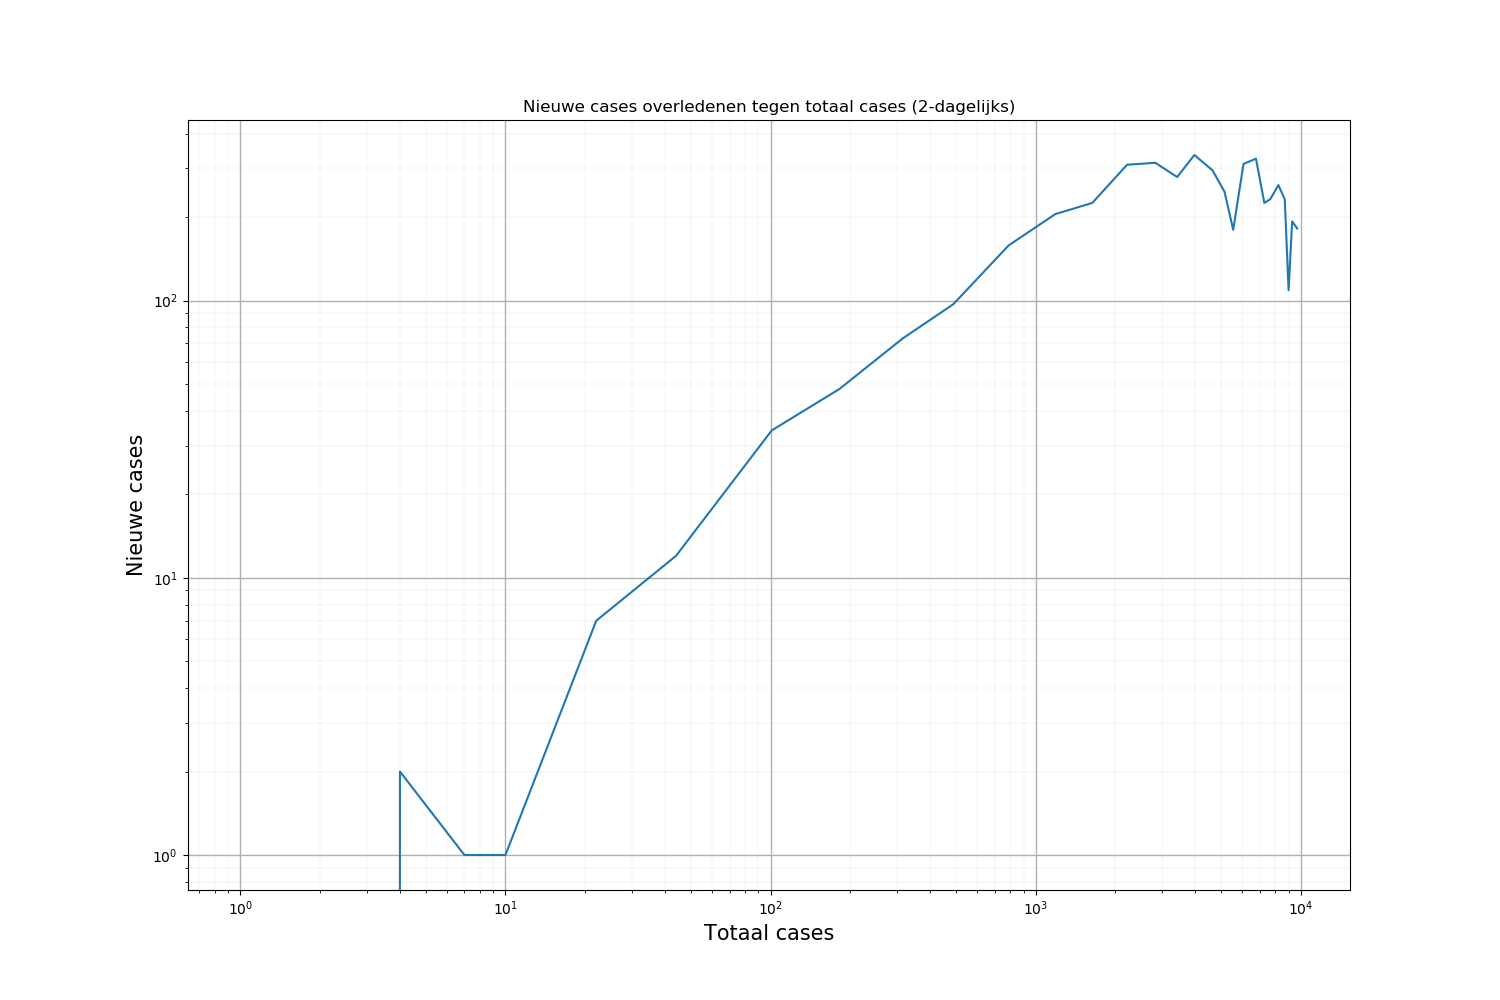 Nieuwe cases overledenen tegen totaal cases (2-dagelijks)
Nieuwe cases
10²
10¹
10⁰
10⁰ 10¹ 10² 10³ 10⁴
Totaal cases